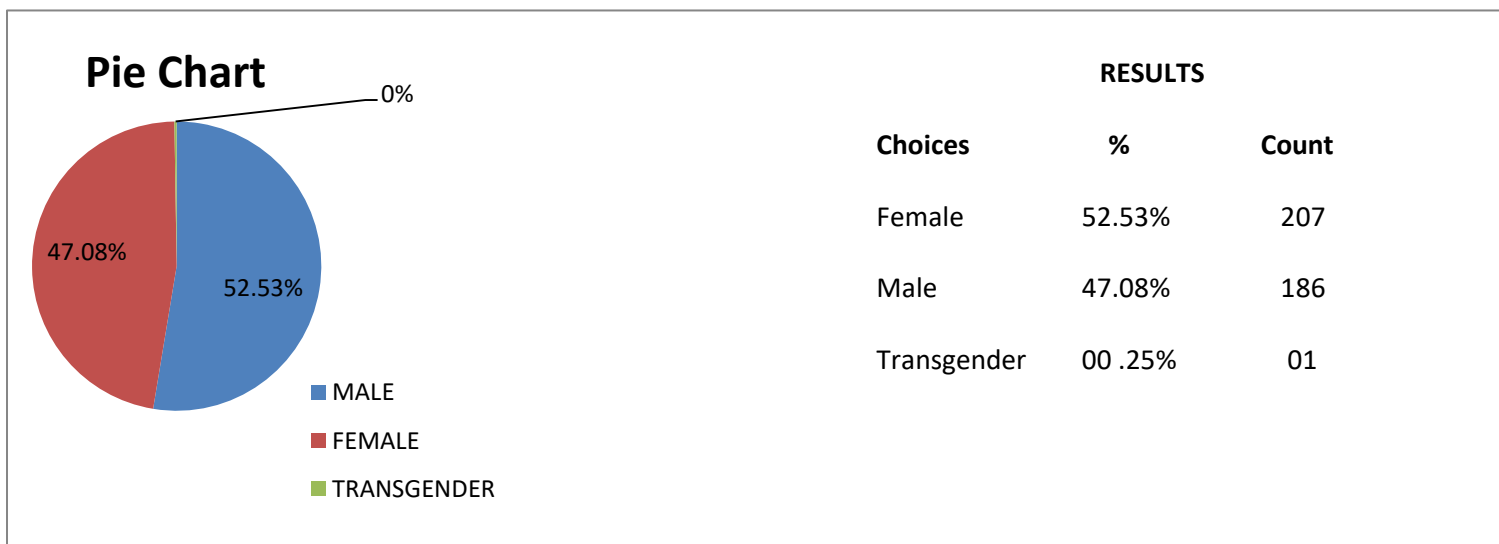 Pie Chart
0%
47.08%
52.53%
MALE
FEMALE
TRANSGENDER
RESULTS
Choices % Count
Female 52.53% 207
Male 47.08% 186
Transgender 00 .25% 01